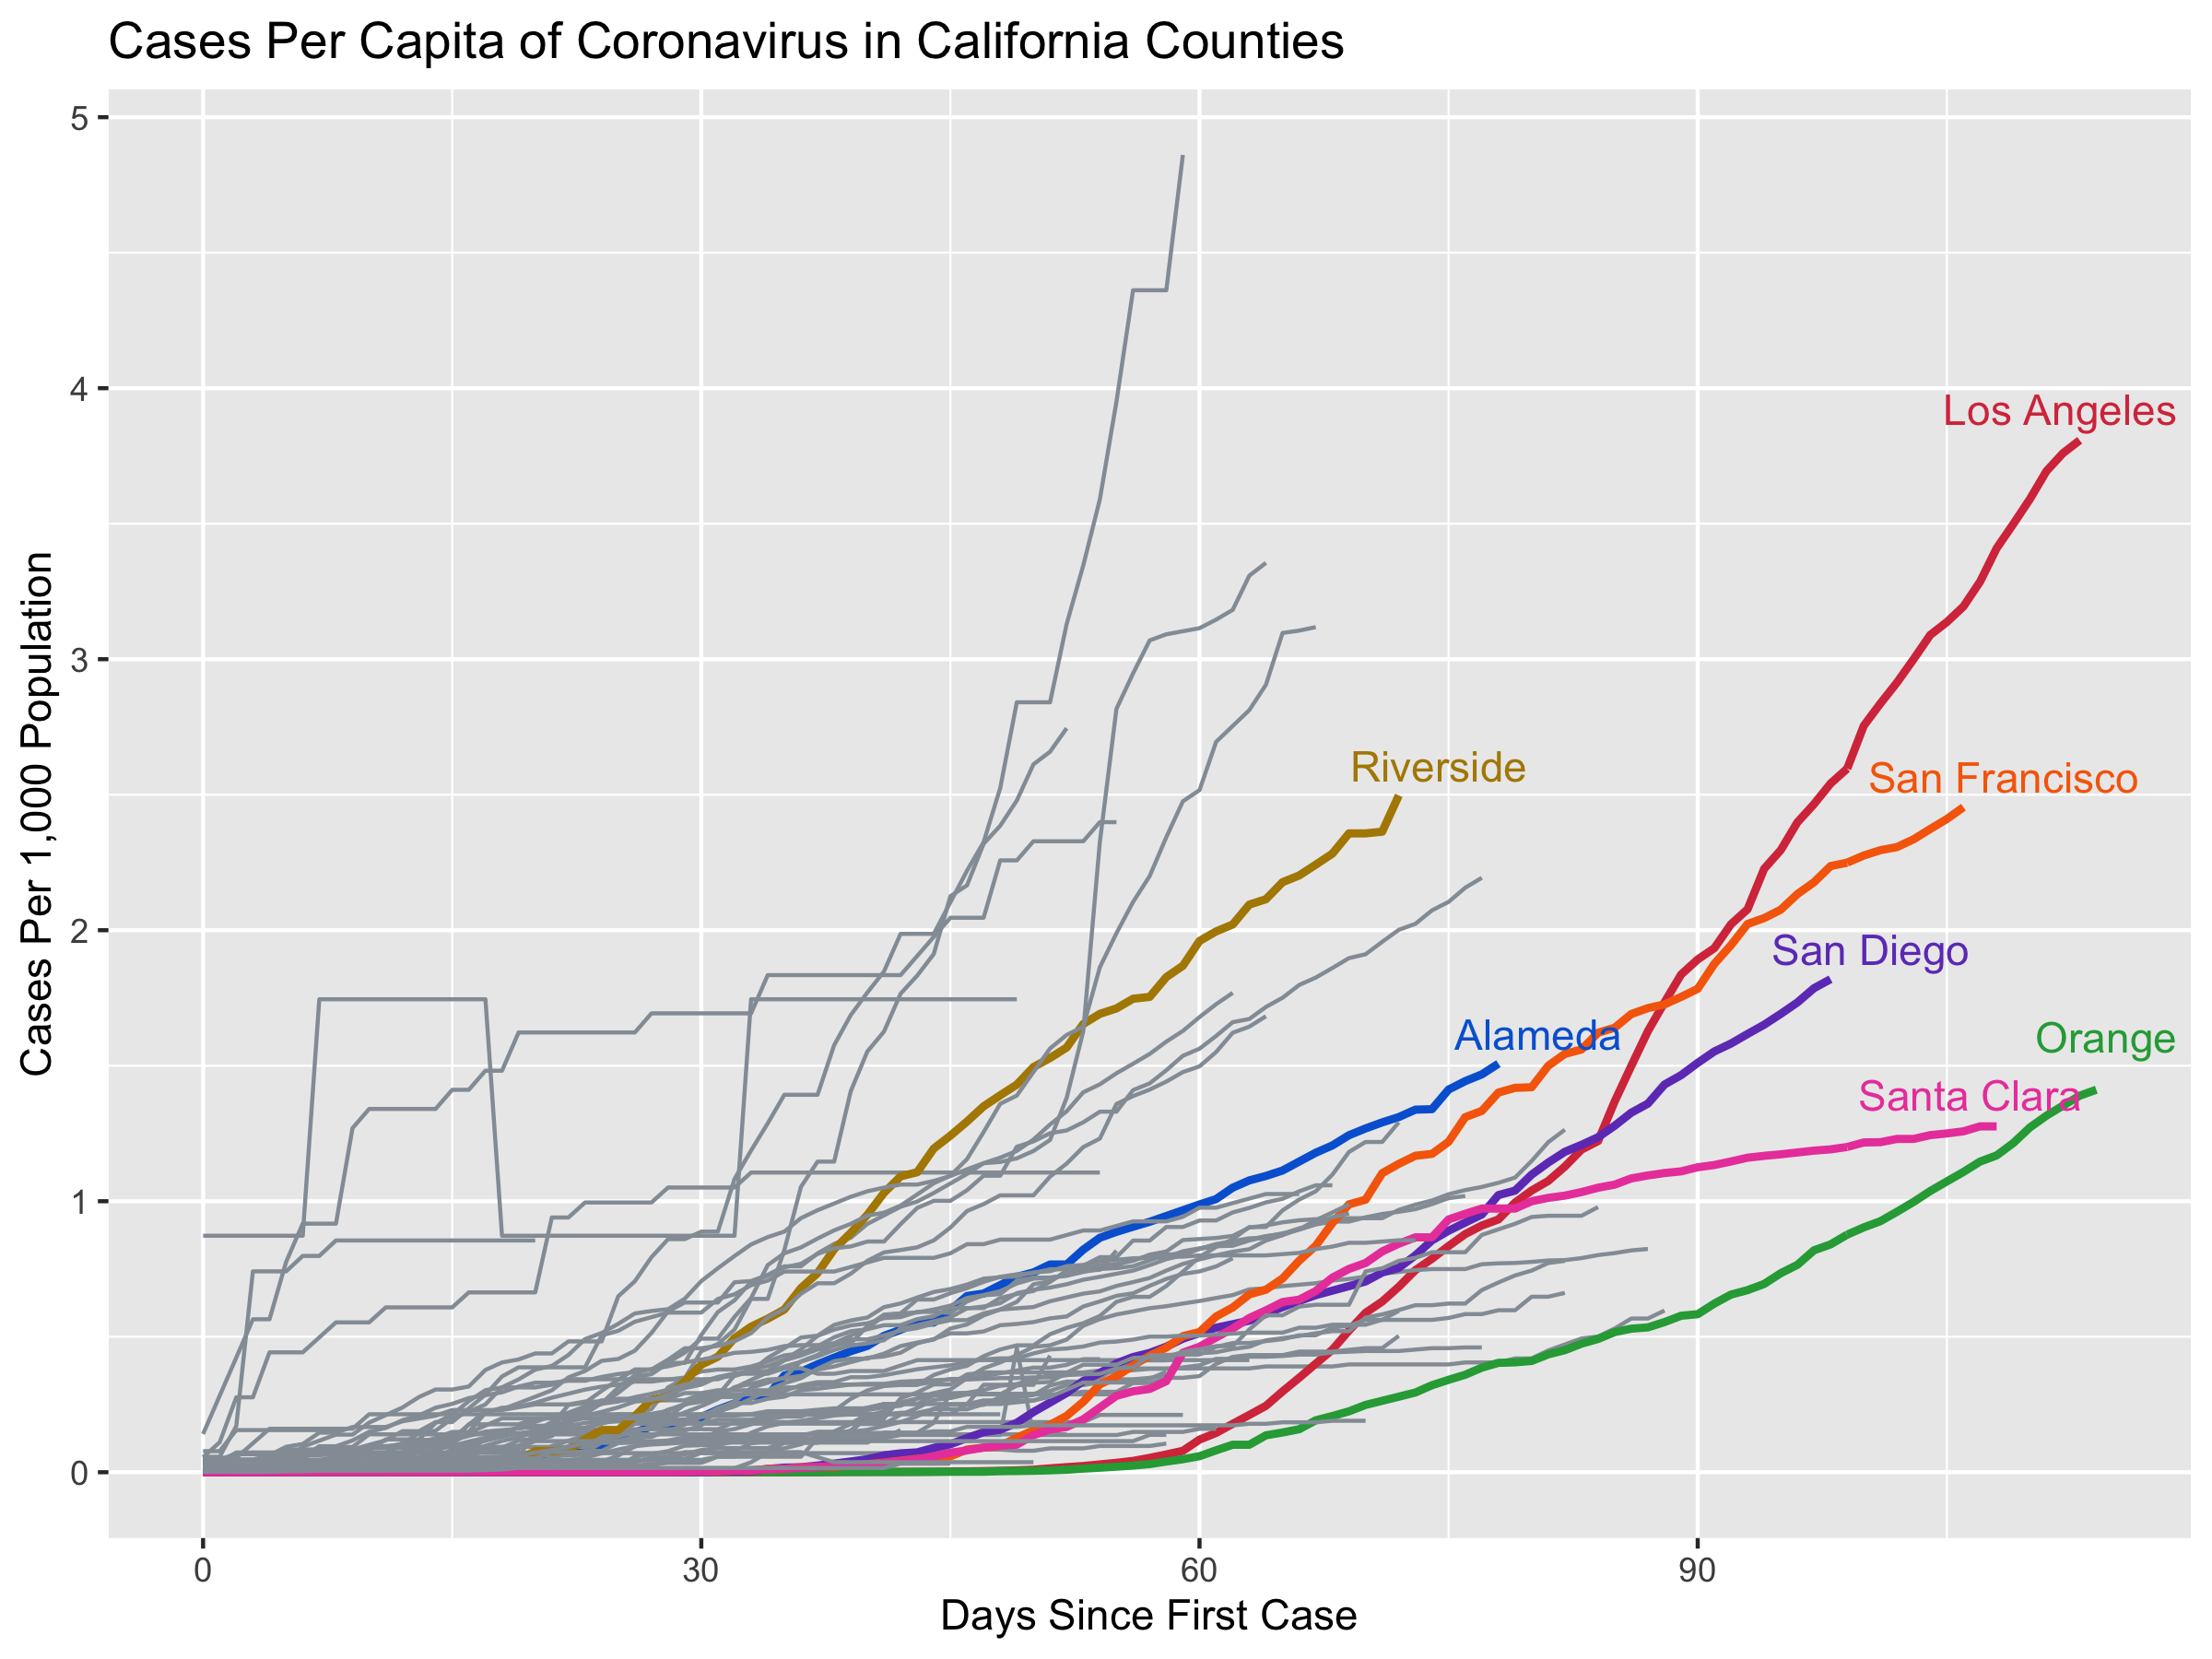 Cases Per Capita of Coronavirus in California Counties
Cases Per 1,000 Population
5
4
3
2
1
0
Los Angeles
Riverside
San Francisco
San Diego
Alameda
Orange
Santa Clara
0
30
60
90
Days Since First Case